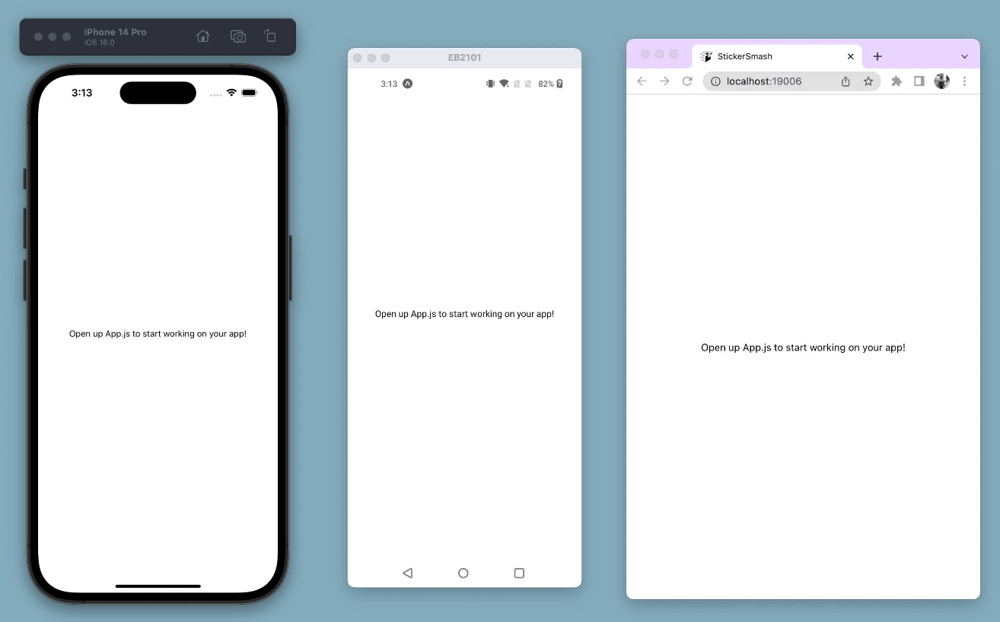 iPhone 14 Pro
iOS 16.0
3:13
Open up App.js to start working on your app!
EB2101
3:13
82%
Open up App.js to start working on your app!
StickerSmash
localhost:19006
Open up App.js to start working on your app!